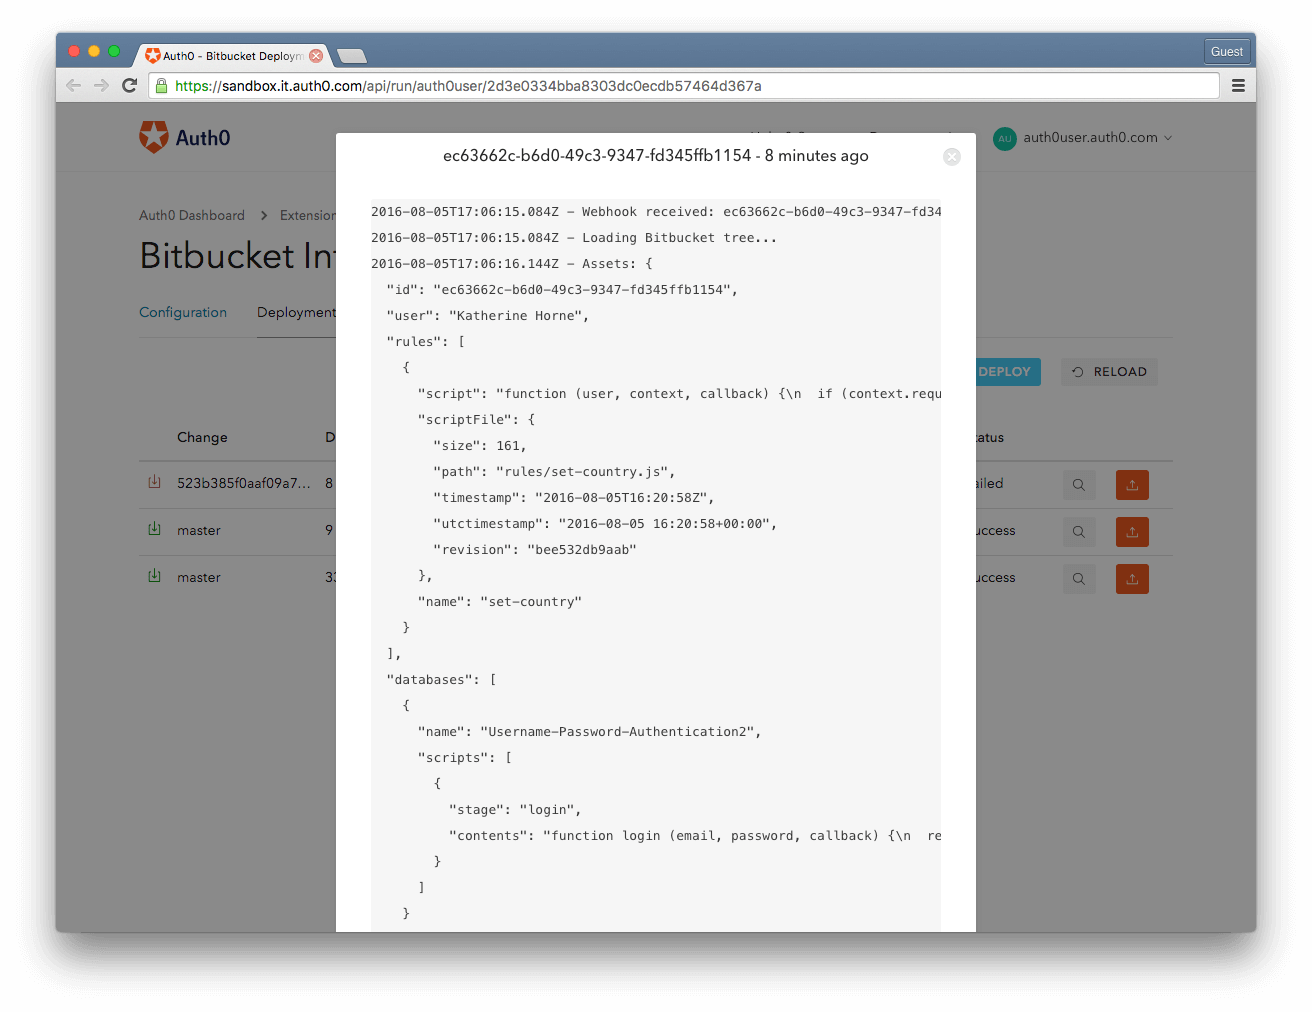 Auth0 - Bitbucket Deploym
Guest
https://sandbox.it.auth0.com/api/run/auth0user/2d3e0334bba8303dc0ecdb57464d367a
Auth0
auth0user.auth0.com
AU
ec63662c-b6d0-49c3-9347-fd345ffb1154 - 8 minutes ago
Auth0 Dashboard > Extension
Bitbucket In
Configuration
Deployment
DEPLOY
RELOAD
Change
D
atus
523b385f0aaf09a7... 8
ailed
master 9
uccess
master 33
uccess
2016-08-05T17:06:15.084Z - Webhook received: ec63662c-b6d0-49c3-9347-fd34
2016-08-05T17:06:15.084Z - Loading Bitbucket tree...
2016-08-05T17:06:16.144Z - Assets: {
"id": "ec63662c-b6d0-49c3-9347-fd345ffb1154",
"user": "Katherine Horne",
"rules": [
{
"script": "function (user, context, callback) {\n  if (context.requ
"scriptFile": {
"size": 161,
"path": "rules/set-country.js",
"timestamp": "2016-08-05T16:20:58Z",
"utctimestamp": "2016-08-05 16:20:58+00:00",
"revision": "bee532db9aab"
},
"name": "set-country"
}
],
"databases": [
{
"name": "Username-Password-Authentication2",
"scripts": [
{
"stage": "login",
"contents": "function login (email, password, callback) {\n  re
}
]
}